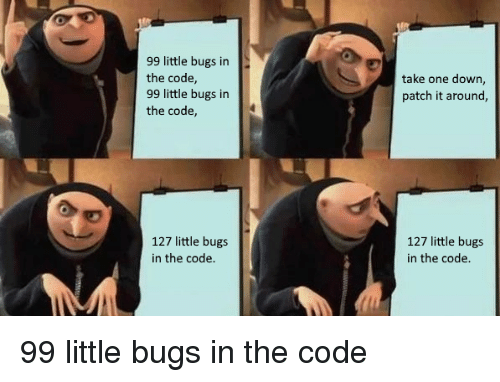 99 little bugs in
the code,
99 little bugs in
the code,
take one down,
patch it around,
127 little bugs
in the code.
127 little bugs
in the code.
99 little bugs in the code